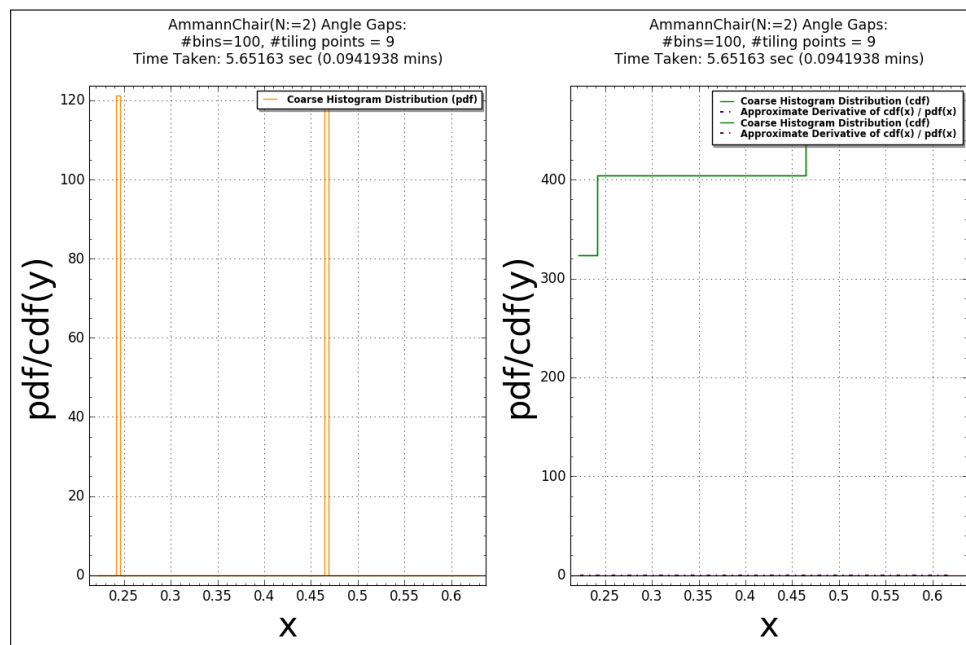 AmmannChair(N:=2) Angle Gaps:
#bins=100, #tiling points = 9
Time Taken: 5.65163 sec (0.0941938 mins)
Coarse Histogram Distribution (pdf)
pdf/cdf(y)
120
100
80
60
40
20
0
0.25 0.3 0.35 0.4 0.45 0.5 0.55 0.6
x
AmmannChair(N:=2) Angle Gaps:
#bins=100, #tiling points = 9
Time Taken: 5.65163 sec (0.0941938 mins)
Coarse Histogram Distribution (cdf)
Approximate Derivative of cdf(x) / pdf(x)
Coarse Histogram Distribution (cdf)
Approximate Derivative of cdf(x) / pdf(x)
pdf/cdf(y)
400
300
200
100
0
0.25 0.3 0.35 0.4 0.45 0.5 0.55 0.6
x